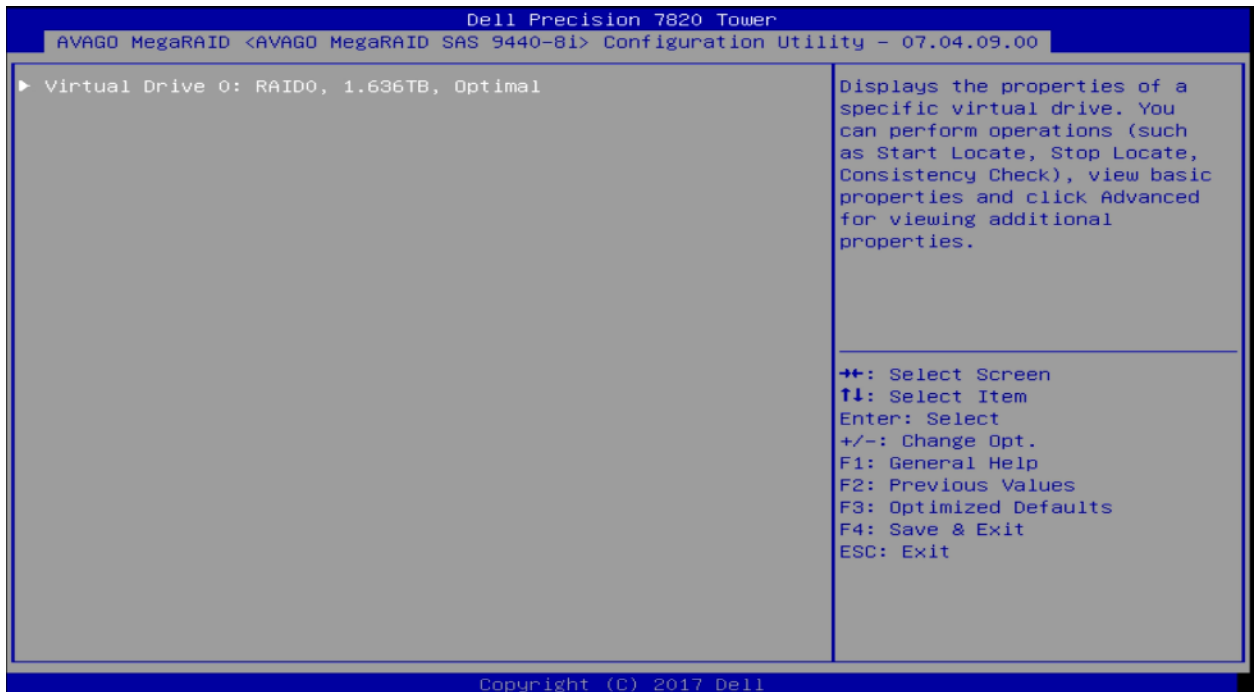 Dell Precision 7820 Tower
AVAGO MegaRAID <AVAGO MegaRAID SAS 9440-8i> Configuration Utility – 07.04.09.00
▶ Virtual Drive 0: RAID0, 1.636TB, Optimal
Displays the properties of a
specific virtual drive. You
can perform operations (such
as Start Locate, Stop Locate,
Consistency Check), view basic
properties and click Advanced
for viewing additional
properties.
→←: Select Screen
↑↓: Select Item
Enter: Select
+/-: Change Opt.
F1: General Help
F2: Previous Values
F3: Optimized Defaults
F4: Save & Exit
ESC: Exit
Copyright (C) 2017 Dell